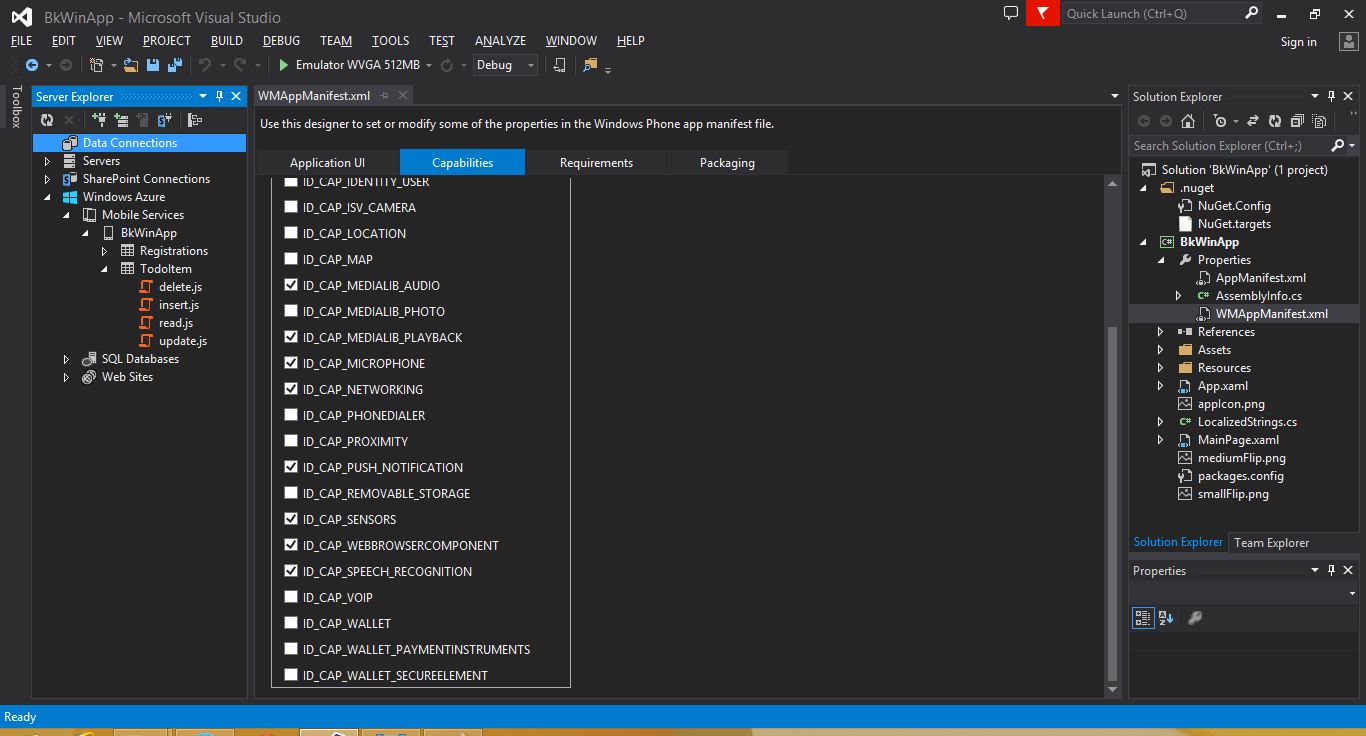 BkWinApp - Microsoft Visual Studio
Quick Launch (Ctrl+Q)
FILE EDIT VIEW PROJECT BUILD DEBUG TEAM TOOLS TEST ANALYZE WINDOW HELP
Sign in
Emulator WVGA 512MB
Debug
Toolbox
Server Explorer
Data Connections
Servers
SharePoint Connections
Windows Azure
Mobile Services
BkWinApp
Registrations
TodoItem
delete.js
insert.js
read.js
update.js
SQL Databases
Web Sites
WMAppManifest.xml
Use this designer to set or modify some of the properties in the Windows Phone app manifest file.
Application UI Capabilities Requirements Packaging
ID_CAP_IDENTITY_USER
ID_CAP_ISV_CAMERA
ID_CAP_LOCATION
ID_CAP_MAP
ID_CAP_MEDIALIB_AUDIO
ID_CAP_MEDIALIB_PHOTO
ID_CAP_MEDIALIB_PLAYBACK
ID_CAP_MICROPHONE
ID_CAP_NETWORKING
ID_CAP_PHONEDIALER
ID_CAP_PROXIMITY
ID_CAP_PUSH_NOTIFICATION
ID_CAP_REMOVABLE_STORAGE
ID_CAP_SENSORS
ID_CAP_WEBBROWSERCOMPONENT
ID_CAP_SPEECH_RECOGNITION
ID_CAP_VOIP
ID_CAP_WALLET
ID_CAP_WALLET_PAYMENTINSTRUMENTS
ID_CAP_WALLET_SECUREELEMENT
Solution Explorer
Search Solution Explorer (Ctrl+;)
Solution 'BkWinApp' (1 project)
.nuget
NuGet.Config
NuGet.targets
BkWinApp
Properties
AppManifest.xml
AssemblyInfo.cs
WMAppManifest.xml
References
Assets
Resources
App.xaml
appIcon.png
LocalizedStrings.cs
MainPage.xaml
mediumFlip.png
packages.config
smallFlip.png
Solution Explorer Team Explorer
Properties
Ready